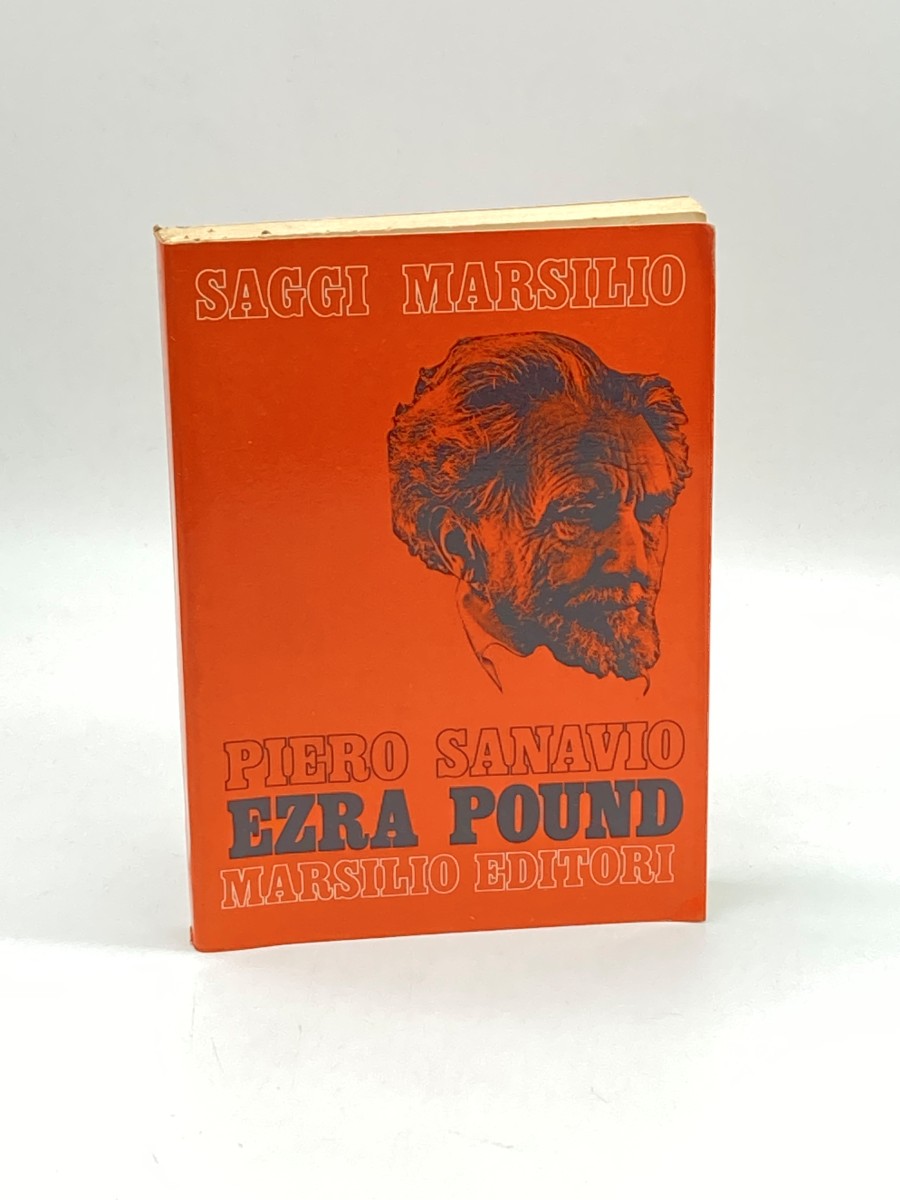 SAGGI MARSILIO
PIERO SANAVIO
EZRA POUND
MARSILIO EDITORI